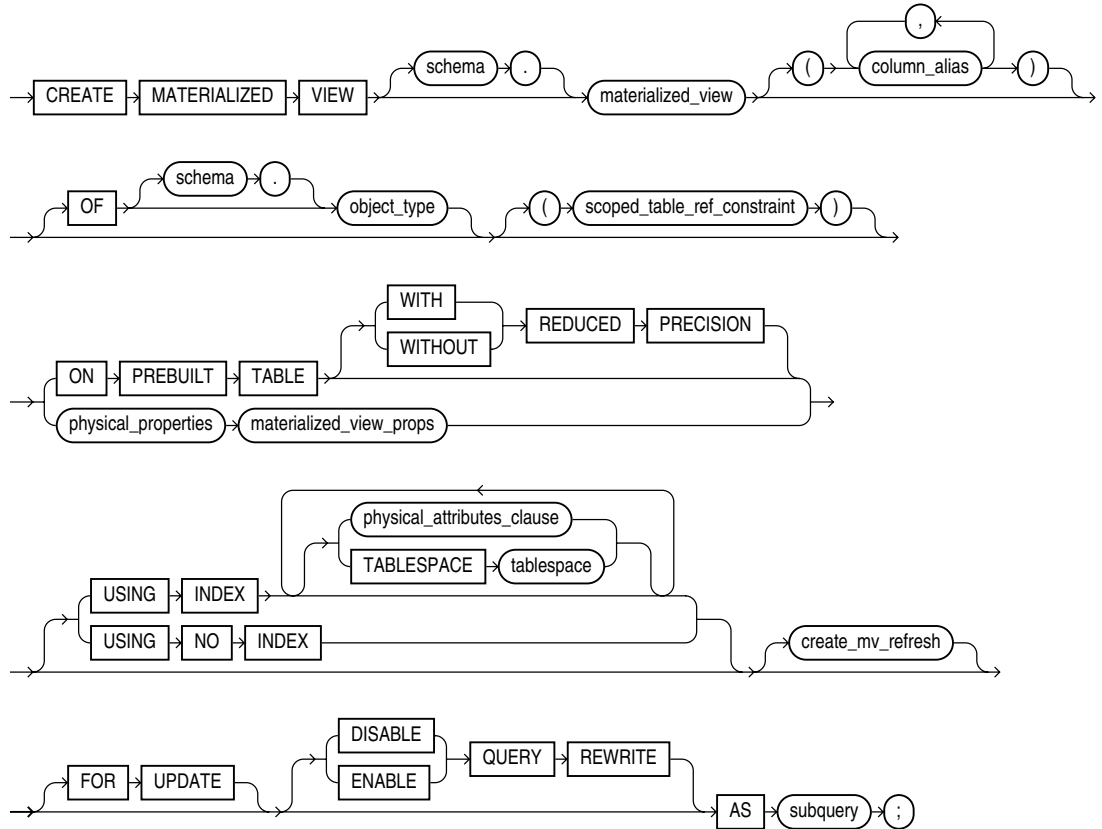 ,
schema .
( column_alias )
CREATE MATERIALIZED VIEW materialized_view
schema .
OF object_type ( scoped_table_ref_constraint )
WITH
REDUCED PRECISION
WITHOUT
ON PREBUILT TABLE
physical_properties materialized_view_props
physical_attributes_clause
TABLESPACE tablespace
USING INDEX
USING NO INDEX
create_mv_refresh
DISABLE
QUERY REWRITE
FOR UPDATE
ENABLE
AS subquery ;